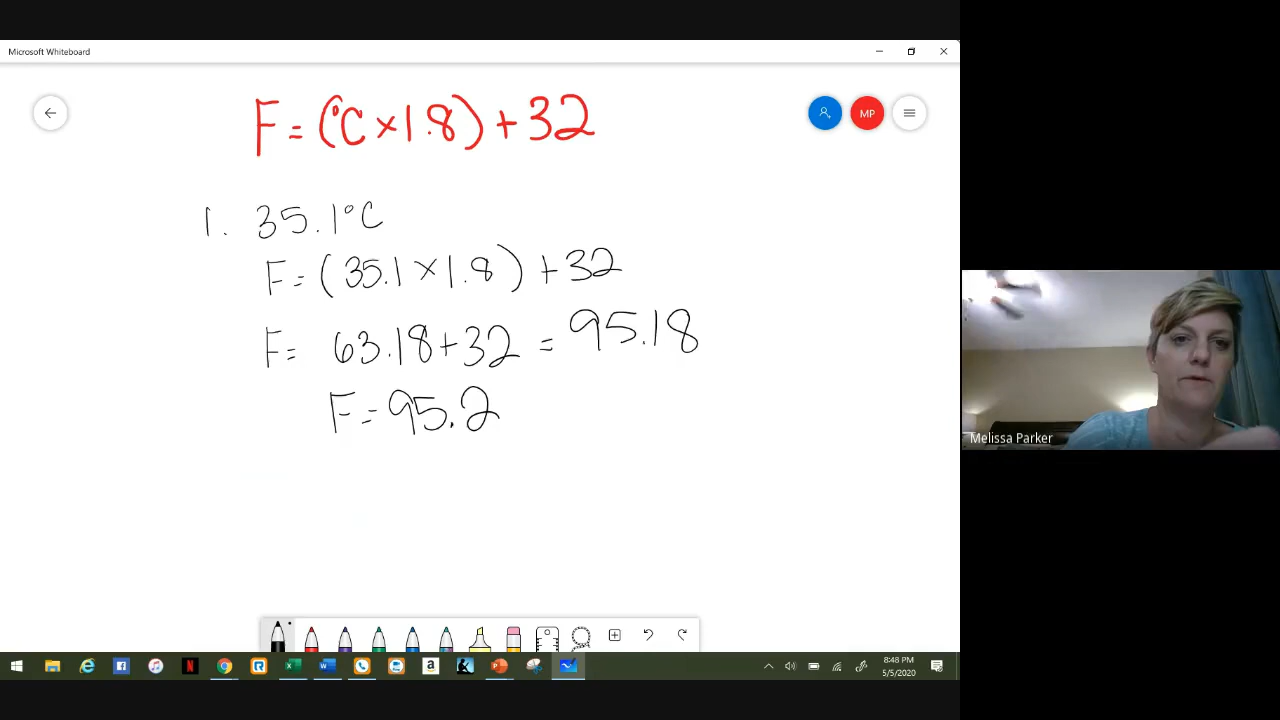 Microsoft Whiteboard
MP
F = (°C × 1.8) + 32
1. 35.1°C
F = (35.1 × 1.8) + 32
F = 63.18 + 32 = 95.18
F = 95.2
Melissa Parker
8:48 PM
5/5/2020